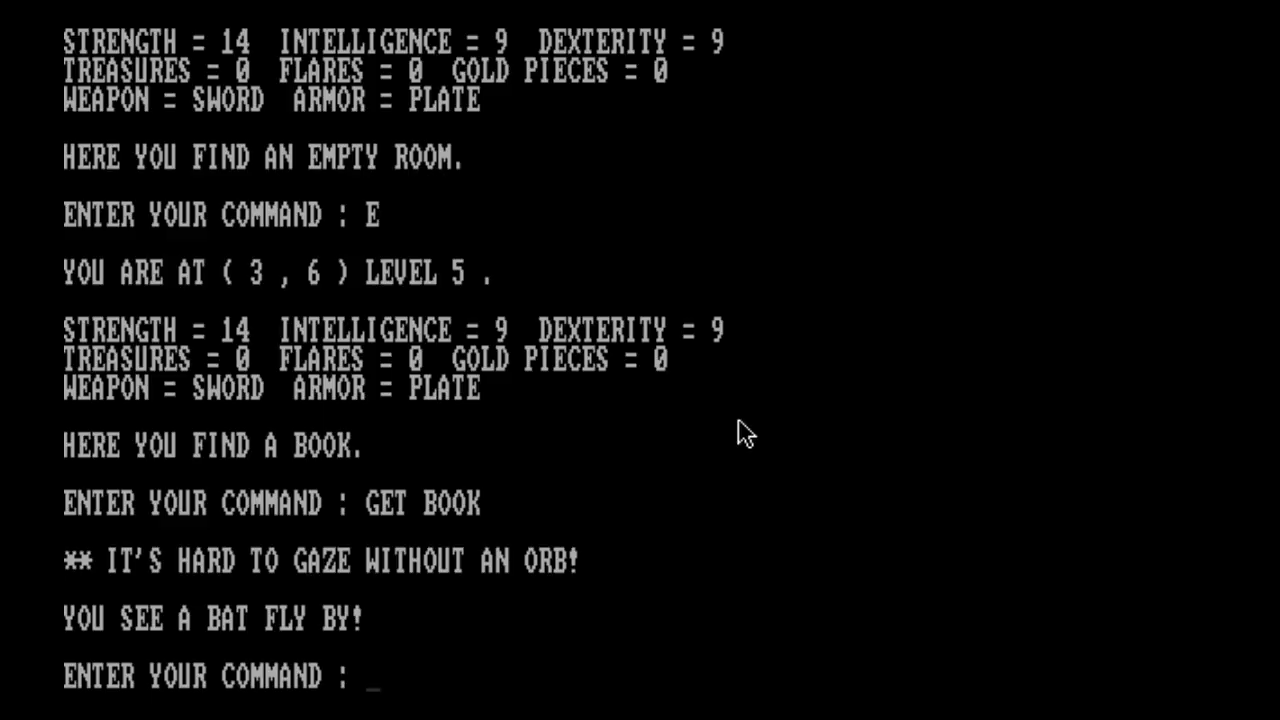 STRENGTH = 14  INTELLIGENCE = 9  DEXTERITY = 9
TREASURES = 0  FLARES = 0  GOLD PIECES = 0
WEAPON = SWORD  ARMOR = PLATE
HERE YOU FIND AN EMPTY ROOM.
ENTER YOUR COMMAND : E
YOU ARE AT ( 3 , 6 ) LEVEL 5 .
STRENGTH = 14  INTELLIGENCE = 9  DEXTERITY = 9
TREASURES = 0  FLARES = 0  GOLD PIECES = 0
WEAPON = SWORD  ARMOR = PLATE
HERE YOU FIND A BOOK.
ENTER YOUR COMMAND : GET BOOK
** IT'S HARD TO GAZE WITHOUT AN ORB!
YOU SEE A BAT FLY BY!
ENTER YOUR COMMAND : _